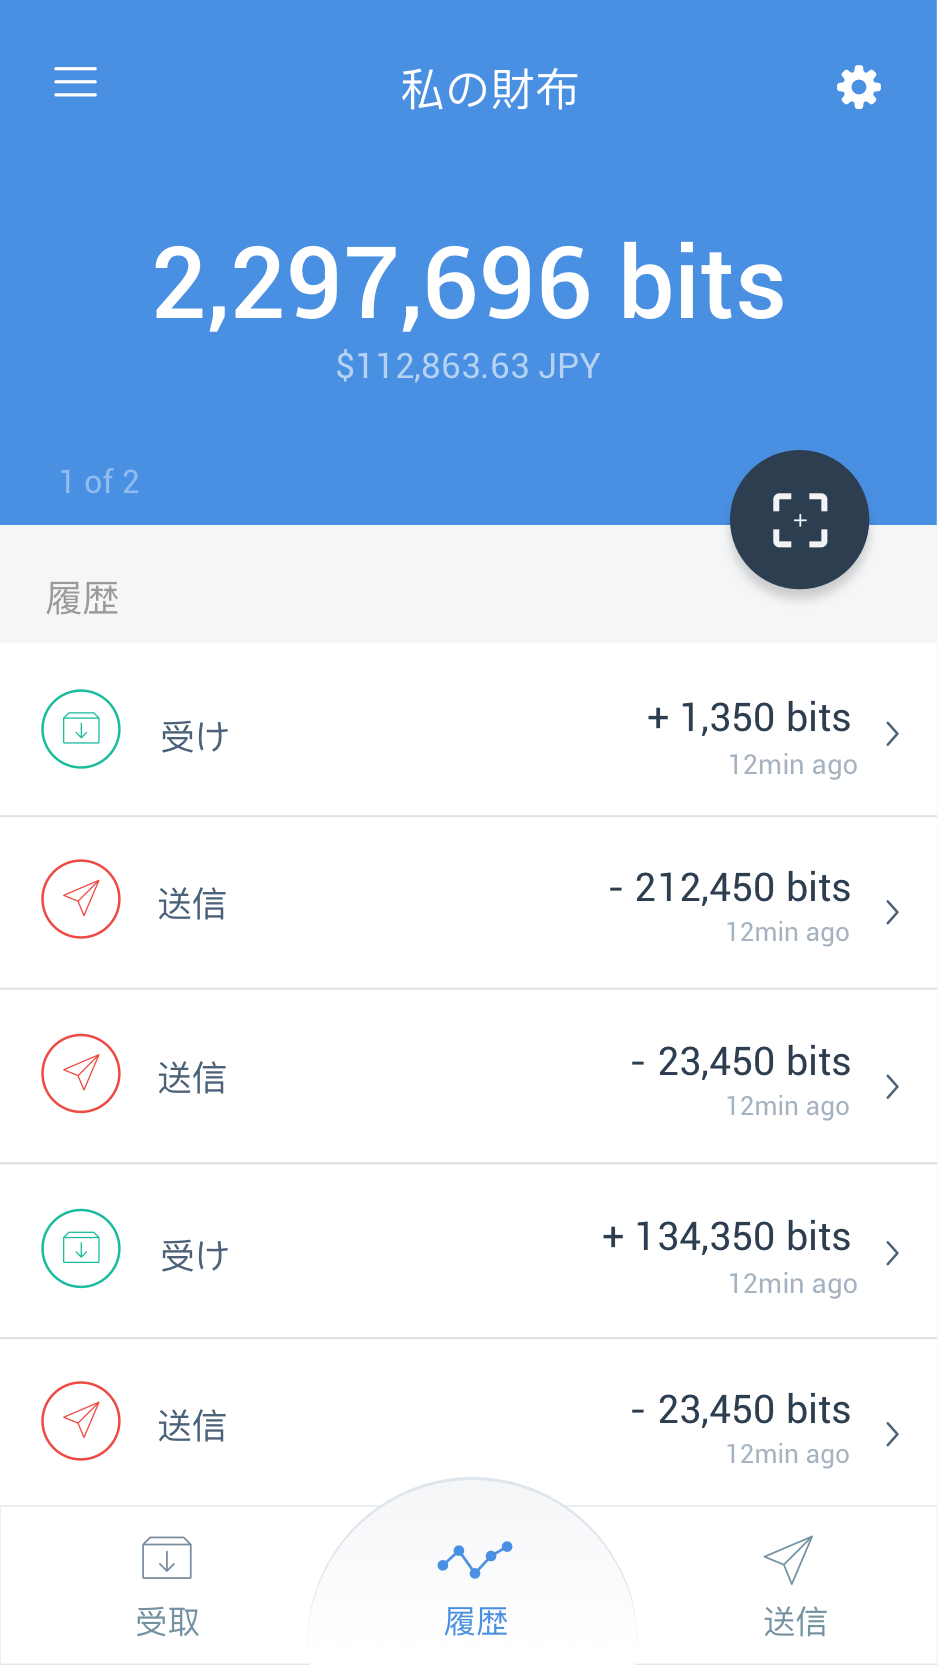 私の財布
2,297,696 bits
$112,863.63 JPY
1 of 2
履歴
受け
+ 1,350 bits
12min ago
送信
- 212,450 bits
12min ago
送信
- 23,450 bits
12min ago
受け
+ 134,350 bits
12min ago
送信
- 23,450 bits
12min ago
受取
履歴
送信